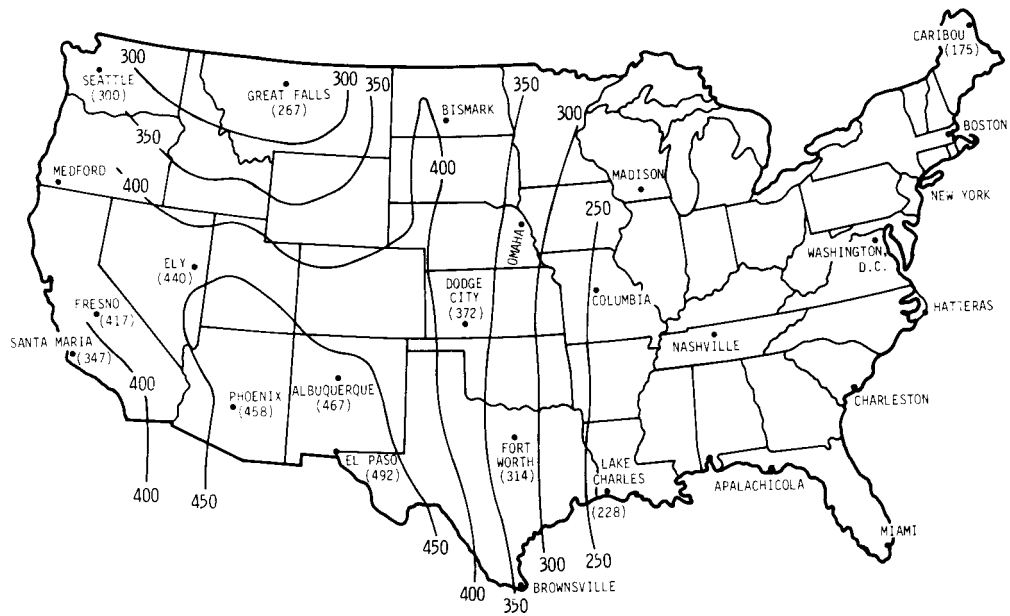 CARIBOU
(175)
300
SEATTLE
(300)
GREAT FALLS
(267)
300
350
BISMARK
350
300
BOSTON
350
MEDFORD
400
400
MADISON
NEW YORK
250
OMAHA
WASHINGTON,
D.C.
ELY
(440)
DODGE
CITY
(372)
COLUMBIA
FRESNO
(417)
HATTERAS
SANTA MARIA
(347)
NASHVILLE
400
PHOENIX
(458)
ALBUQUERQUE
(467)
CHARLESTON
FORT
WORTH
(314)
EL PASO
(492)
LAKE
CHARLES
(228)
APALACHICOLA
400
450
MIAMI
450
300
250
400
BROWNSVILLE
350